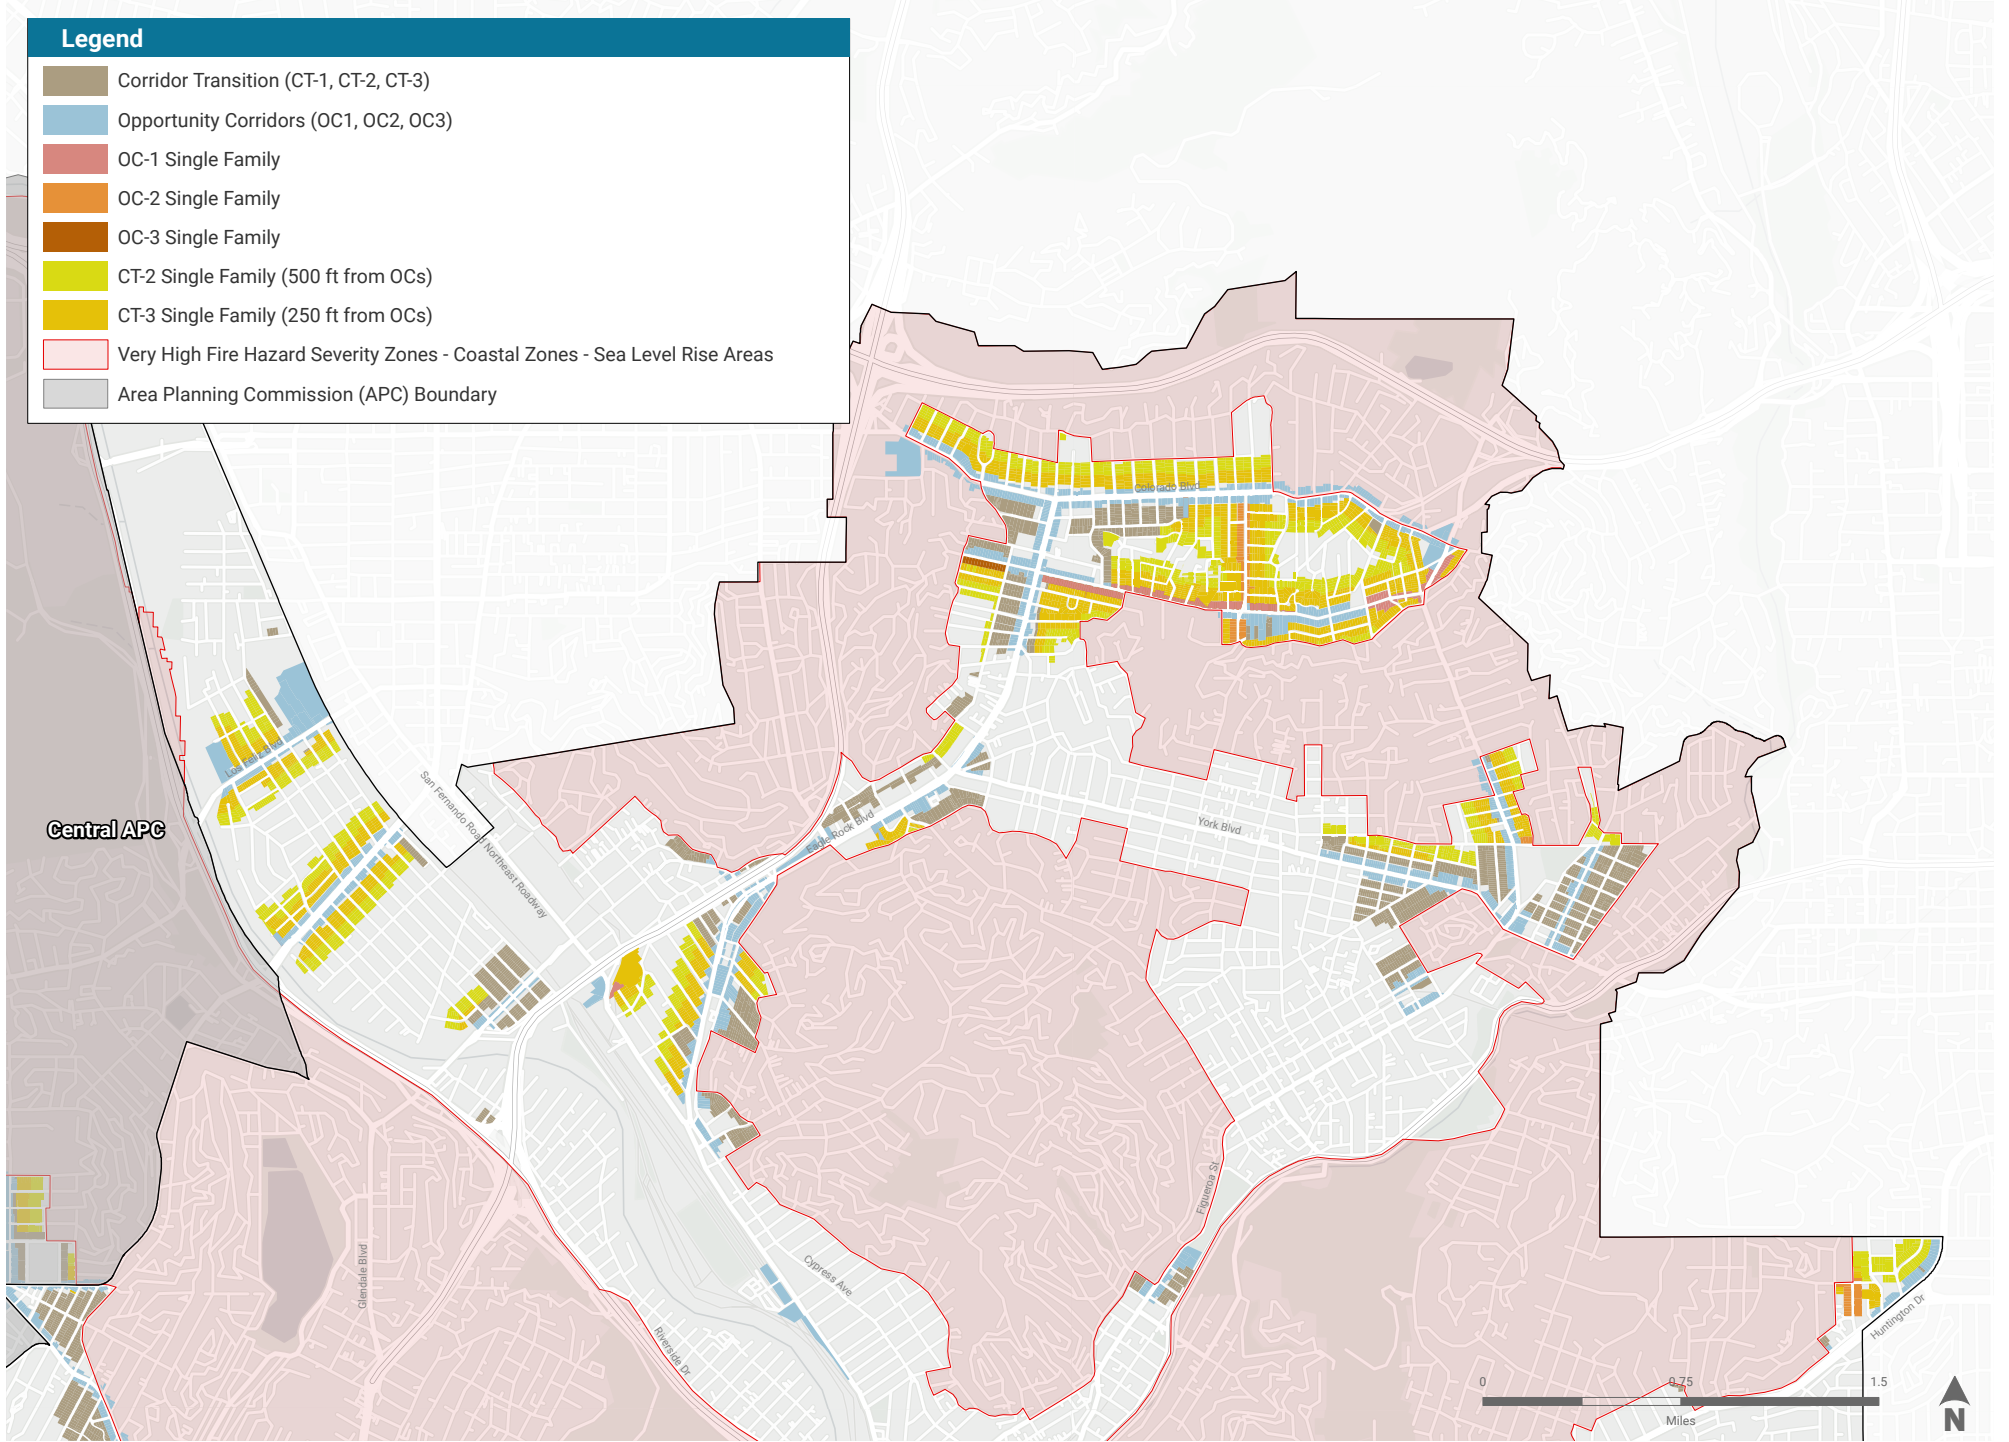 Legend
Corridor Transition (CT-1, CT-2, CT-3)
Opportunity Corridors (OC1, OC2, OC3)
OC-1 Single Family
OC-2 Single Family
OC-3 Single Family
CT-2 Single Family (500 ft from OCs)
CT-3 Single Family (250 ft from OCs)
Very High Fire Hazard Severity Zones - Coastal Zones - Sea Level Rise Areas
Area Planning Commission (APC) Boundary
Colorado Blvd
Los Feliz Blvd
San Fernando Road Northeast Roadway
Central APC
Eagle Rock Blvd
York Blvd
Figueroa St
Glendale Blvd
Cypress Ave
Riverside Dr
Huntington Dr
0 0.75 1.5
Miles
N